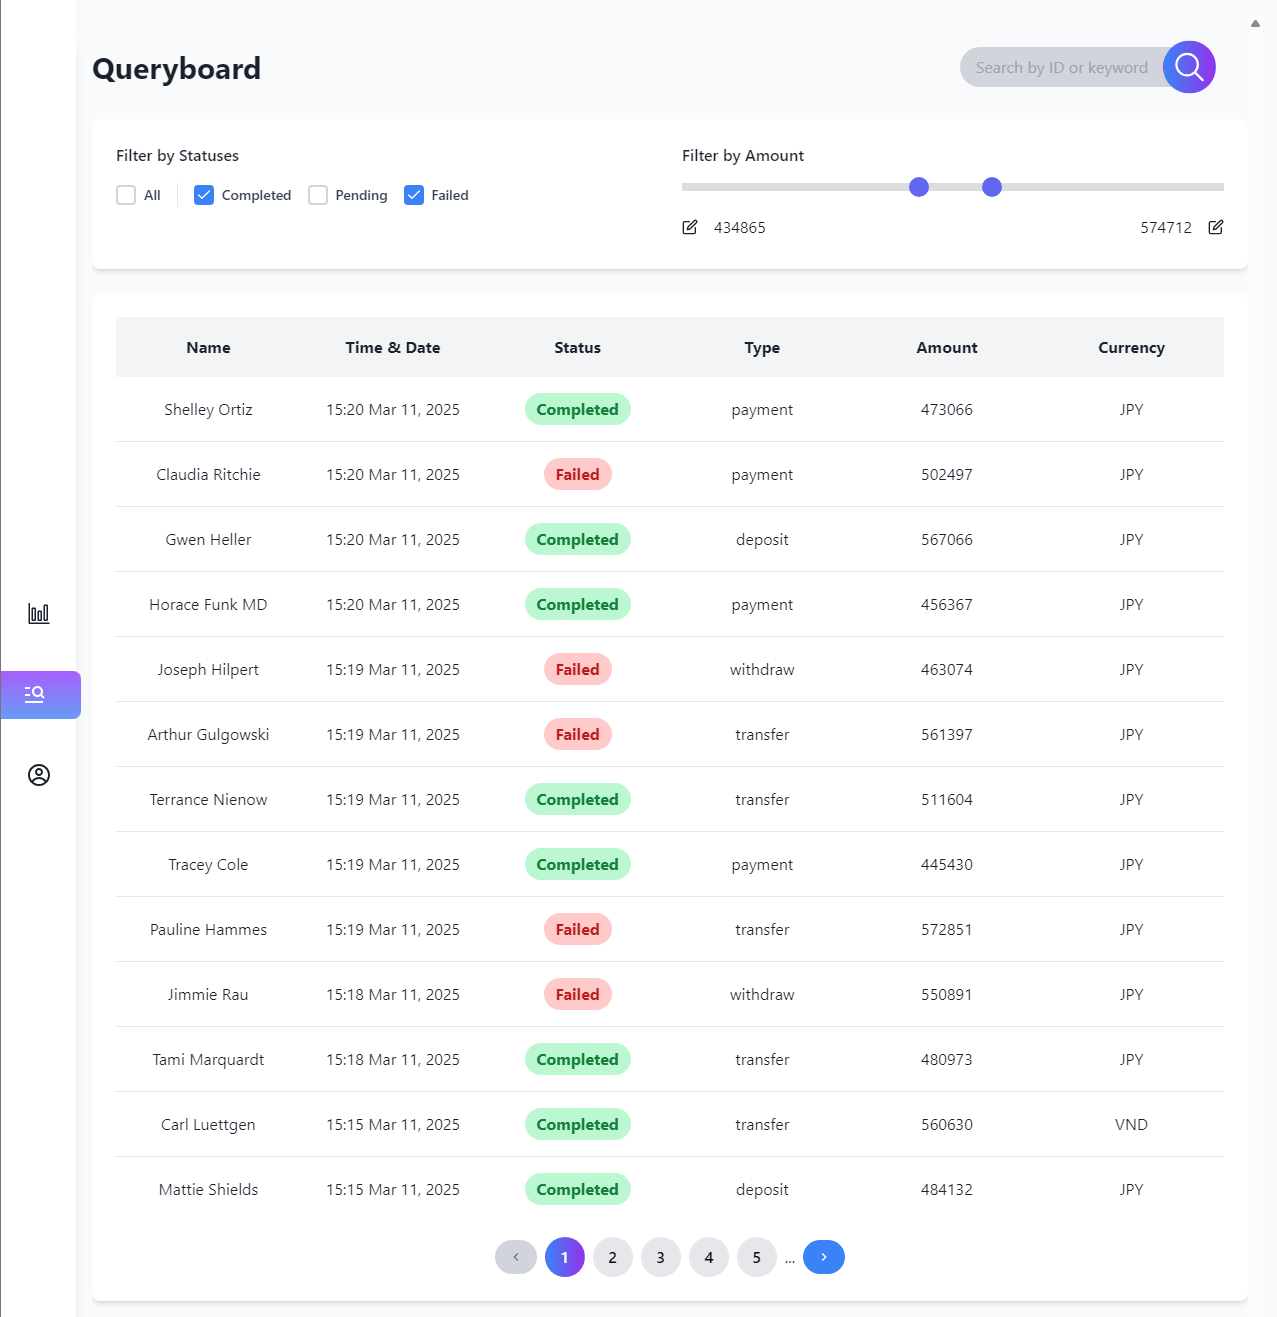 Queryboard
Search by ID or keyword
Filter by Statuses
All Completed Pending Failed
Filter by Amount
434865 574712
Name Time & Date Status Type Amount Currency
Shelley Ortiz 15:20 Mar 11, 2025 Completed payment 473066 JPY
Claudia Ritchie 15:20 Mar 11, 2025 Failed payment 502497 JPY
Gwen Heller 15:20 Mar 11, 2025 Completed deposit 567066 JPY
Horace Funk MD 15:20 Mar 11, 2025 Completed payment 456367 JPY
Joseph Hilpert 15:19 Mar 11, 2025 Failed withdraw 463074 JPY
Arthur Gulgowski 15:19 Mar 11, 2025 Failed transfer 561397 JPY
Terrance Nienow 15:19 Mar 11, 2025 Completed transfer 511604 JPY
Tracey Cole 15:19 Mar 11, 2025 Completed payment 445430 JPY
Pauline Hammes 15:19 Mar 11, 2025 Failed transfer 572851 JPY
Jimmie Rau 15:18 Mar 11, 2025 Failed withdraw 550891 JPY
Tami Marquardt 15:18 Mar 11, 2025 Completed transfer 480973 JPY
Carl Luettgen 15:15 Mar 11, 2025 Completed transfer 560630 VND
Mattie Shields 15:15 Mar 11, 2025 Completed deposit 484132 JPY
‹ 1 2 3 4 5 ... ›